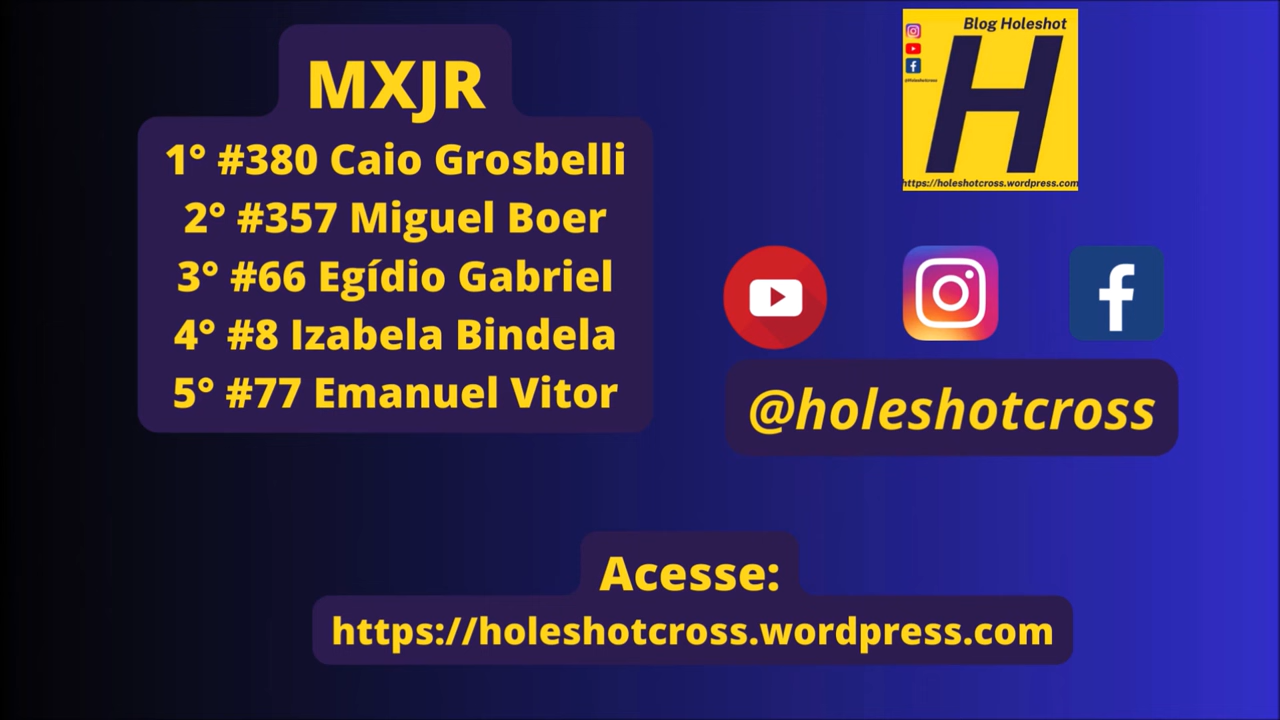 MXJR
1° #380 Caio Grosbelli
2° #357 Miguel Boer
3° #66 Egídio Gabriel
4° #8 Izabela Bindela
5° #77 Emanuel Vitor
Blog Holeshot
@holeshotcross
H
https://holeshotcross.wordpress.com
@holeshotcross
Acesse:
https://holeshotcross.wordpress.com